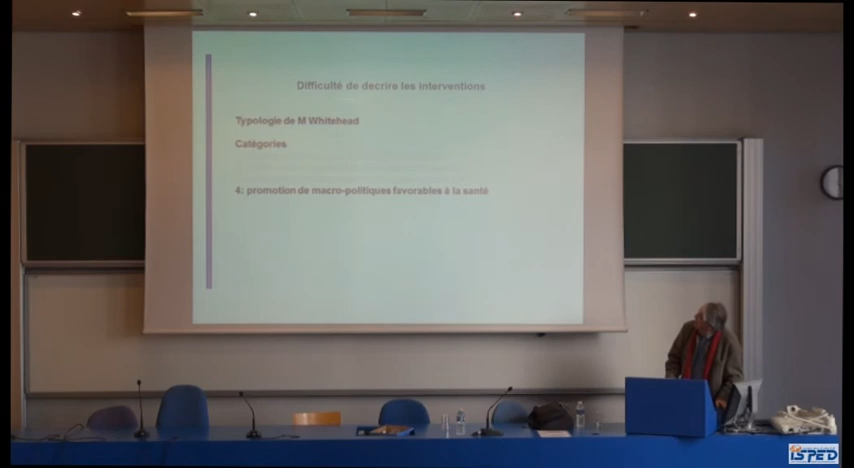 Difficulté de decrire les interventions
Typologie de M Whitehead
Catégories
4: promotion de macro-politiques favorables à la santé
ISPED